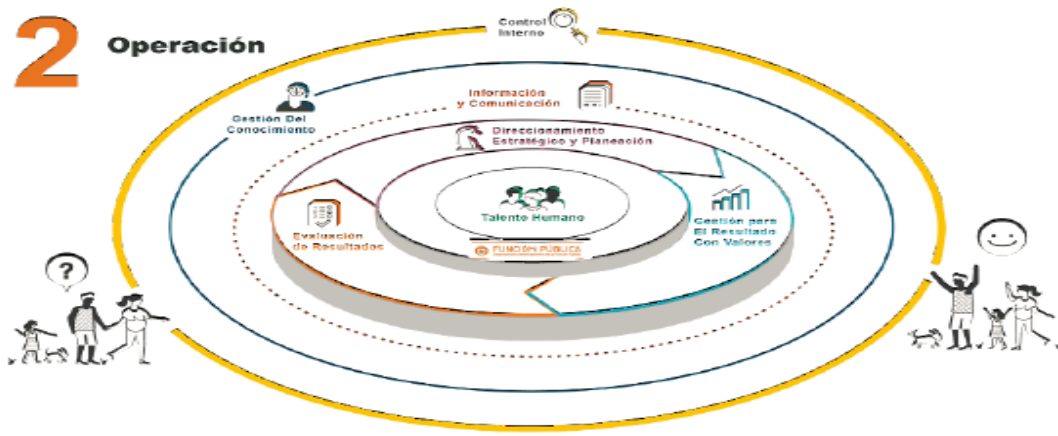 2 Operación
Control
Interno
Gestión Del
Conocimiento
Información
y Comunicación
Direccionamiento
Estratégico y Planeación
Talento Humano
Gestión para
El Resultado
Con Valores
Evaluación
de Resultados
FUNCIÓN PÚBLICA
?